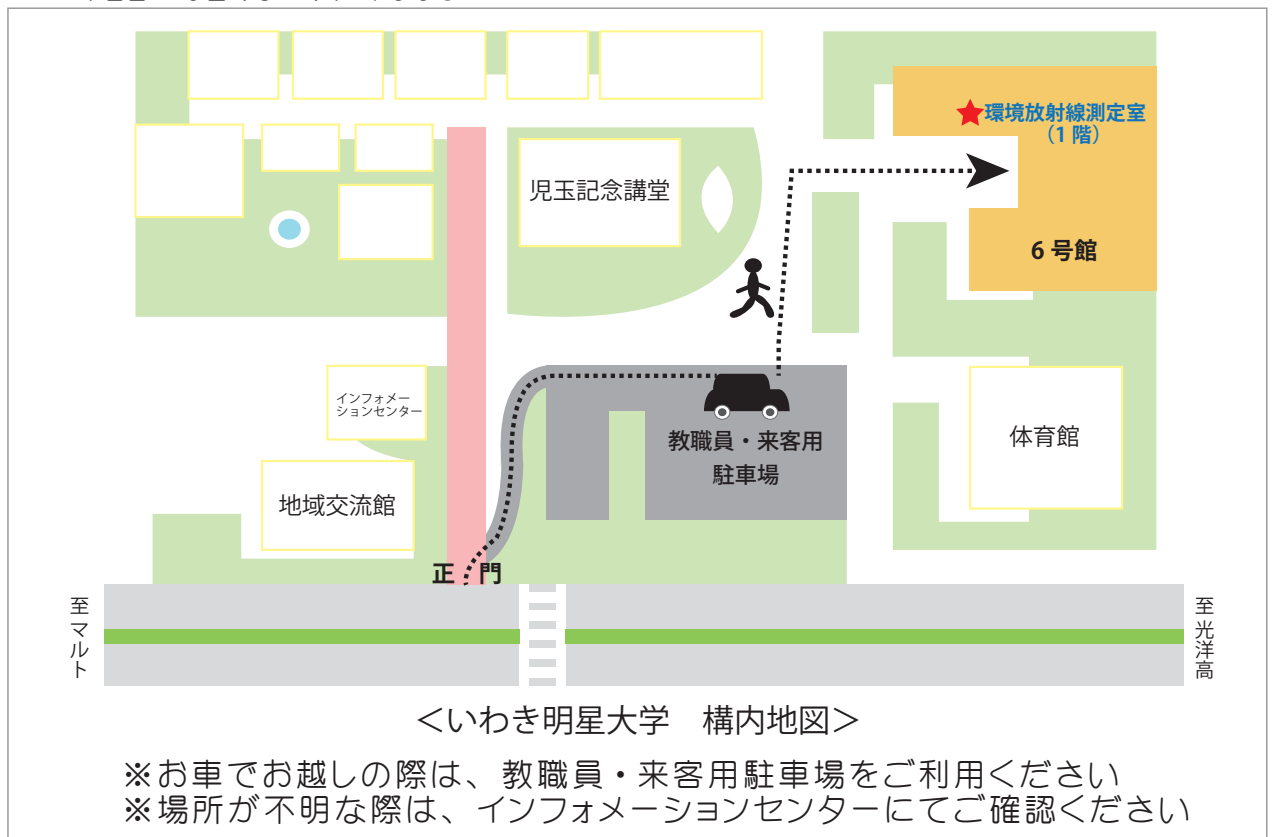 環境放射線測定室
（1 階）
児玉記念講堂
6 号館
インフォメー
ションセンター
教職員・来客用
駐車場
体育館
地域交流館
正 門
至マルト
至光洋高
＜いわき明星大学　構内地図＞
※お車でお越しの際は、教職員・来客用駐車場をご利用ください
※場所が不明な際は、インフォメーションセンターにてご確認ください